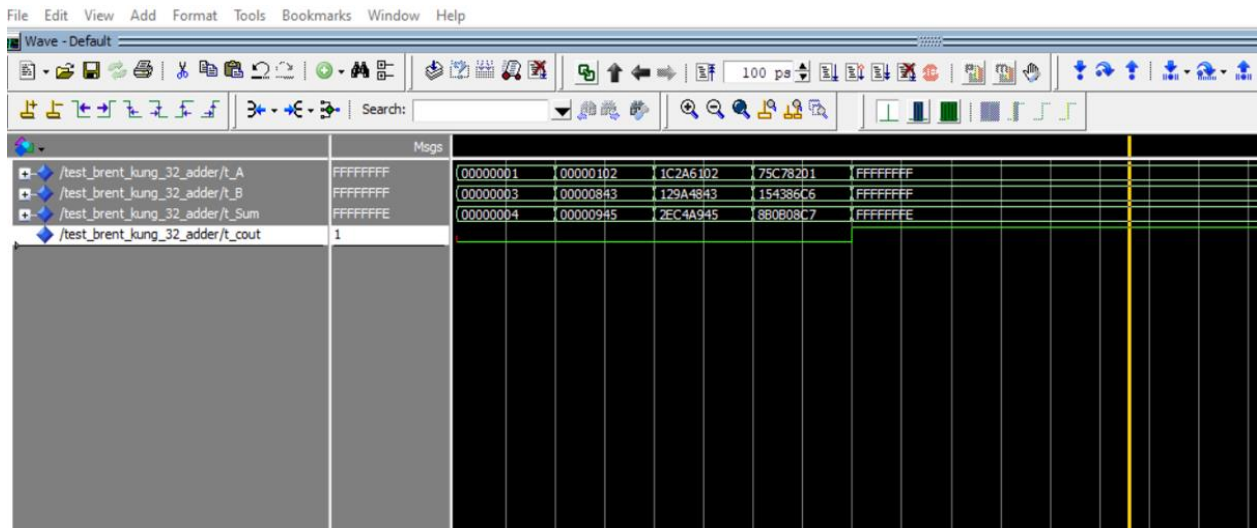 File Edit View Add Format Tools Bookmarks Window Help
Wave - Default
100 ps
Search:
Msgs
/test_brent_kung_32_adder/t_A FFFFFFFF 00000001 00000102 1C2A6102 75C78201 FFFFFFFF
/test_brent_kung_32_adder/t_B FFFFFFFF 00000003 00000843 129A4843 154386C6 FFFFFFFF
/test_brent_kung_32_adder/t_Sum FFFFFFFE 00000004 00000945 2EC4A945 8B0B08C7 FFFFFFFE
/test_brent_kung_32_adder/t_cout 1